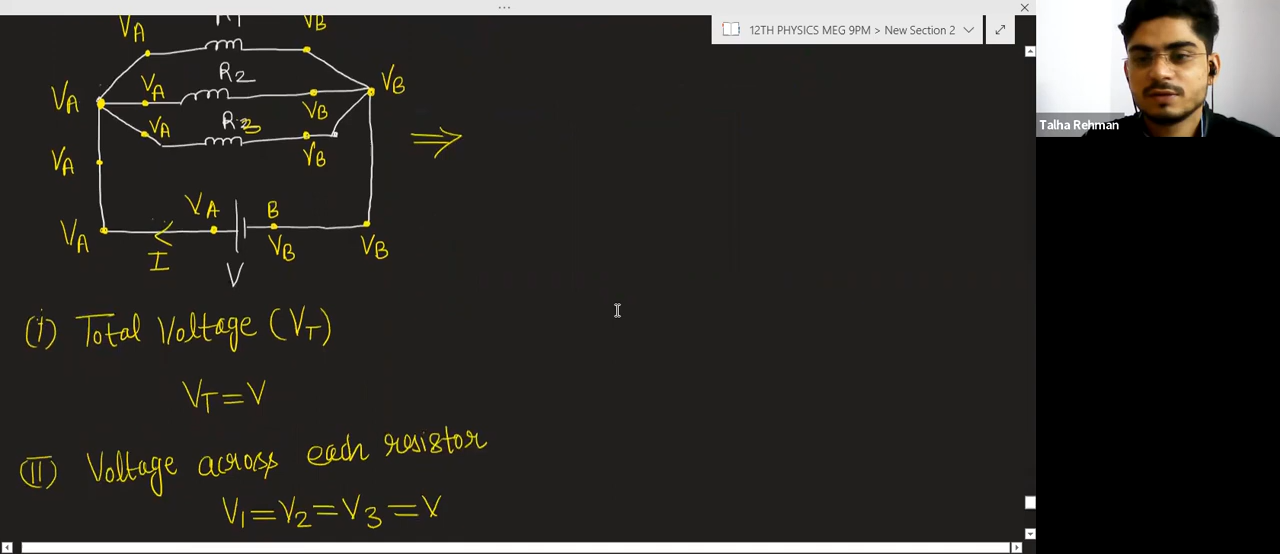 12TH PHYSICS MEG 9PM > New Section 2
Talha Rehman
R1
VA
VB
R2
VA
VA
VB
VB
R3
VA
VB
VA
VA
VA
B
VB
VB
I
V
(i) Total Voltage (VT)
VT = V
(II) Voltage across each resistor
V1 = V2 = V3 = V